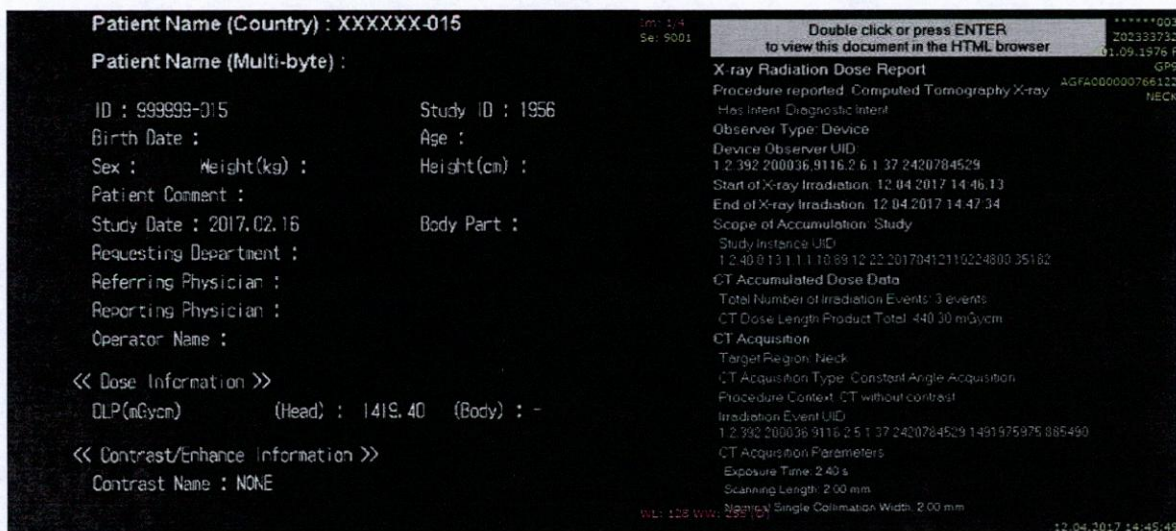 Patient Name (Country) : XXXXXX-015
Patient Name (Multi-byte) :
ID : 999999-015 Study ID : 1956
Birth Date : Age :
Sex : Weight(kg) : Height(cm) :
Patient Comment :
Study Date : 2017.02.16 Body Part :
Requesting Department :
Referring Physician :
Reporting Physician :
Operator Name :
<< Dose Information >>
DLP(mGycm) (Head) : 1419.40 (Body) : -
<< Contrast/Enhance Information >>
Contrast Name : NONE
Im: 1/4
Se: 9001
Double click or press ENTER
to view this document in the HTML browser
******003
Z02333732
01.09.1976 F
GPS
AGFA000000766125
NECK
X-ray Radiation Dose Report
Procedure reported: Computed Tomography X-ray
Has Intent: Diagnostic Intent
Observer Type: Device
Device Observer UID:
1.2.392.200036.9116.2.6.1.37.2420784529
Start of X-ray Irradiation: 12.04.2017 14:46:13
End of X-ray Irradiation: 12.04.2017 14:47:34
Scope of Accumulation: Study
Study Instance UID:
CT Accumulated Dose Data
Total Number of Irradiation Events: 3 events
CT Dose Length Product Total: 440.30 mGycm
CT Acquisition
Target Region: Neck
CT Acquisition Type: Constant Angle Acquisition
Procedure Context: CT without contrast
Irradiation Event UID:
1.2.392.200036.9116.2.5.1.37.2420784529.1491975975.885490
CT Acquisition Parameters
Exposure Time: 2.40 s
Scanning Length: 2.00 mm
Nominal Single Collimation Width: 2.00 mm
WL: 128 WW:
12.04.2017